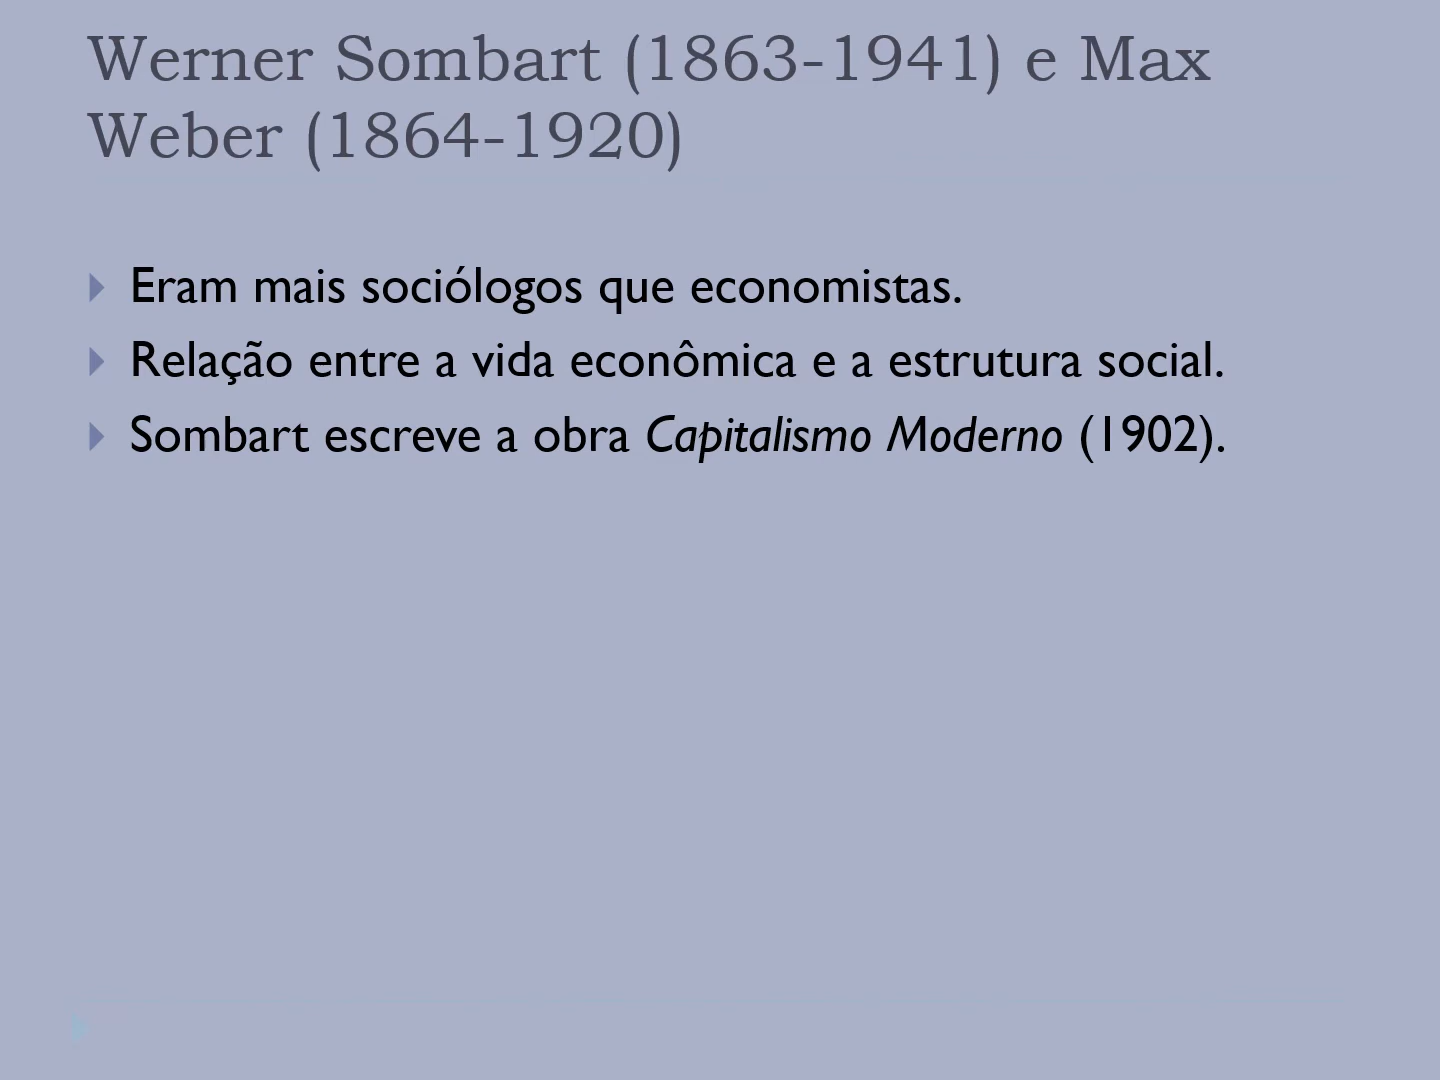 Werner Sombart (1863-1941) e Max
Weber (1864-1920)
Eram mais sociólogos que economistas.
Relação entre a vida econômica e a estrutura social.
Sombart escreve a obra Capitalismo Moderno (1902).